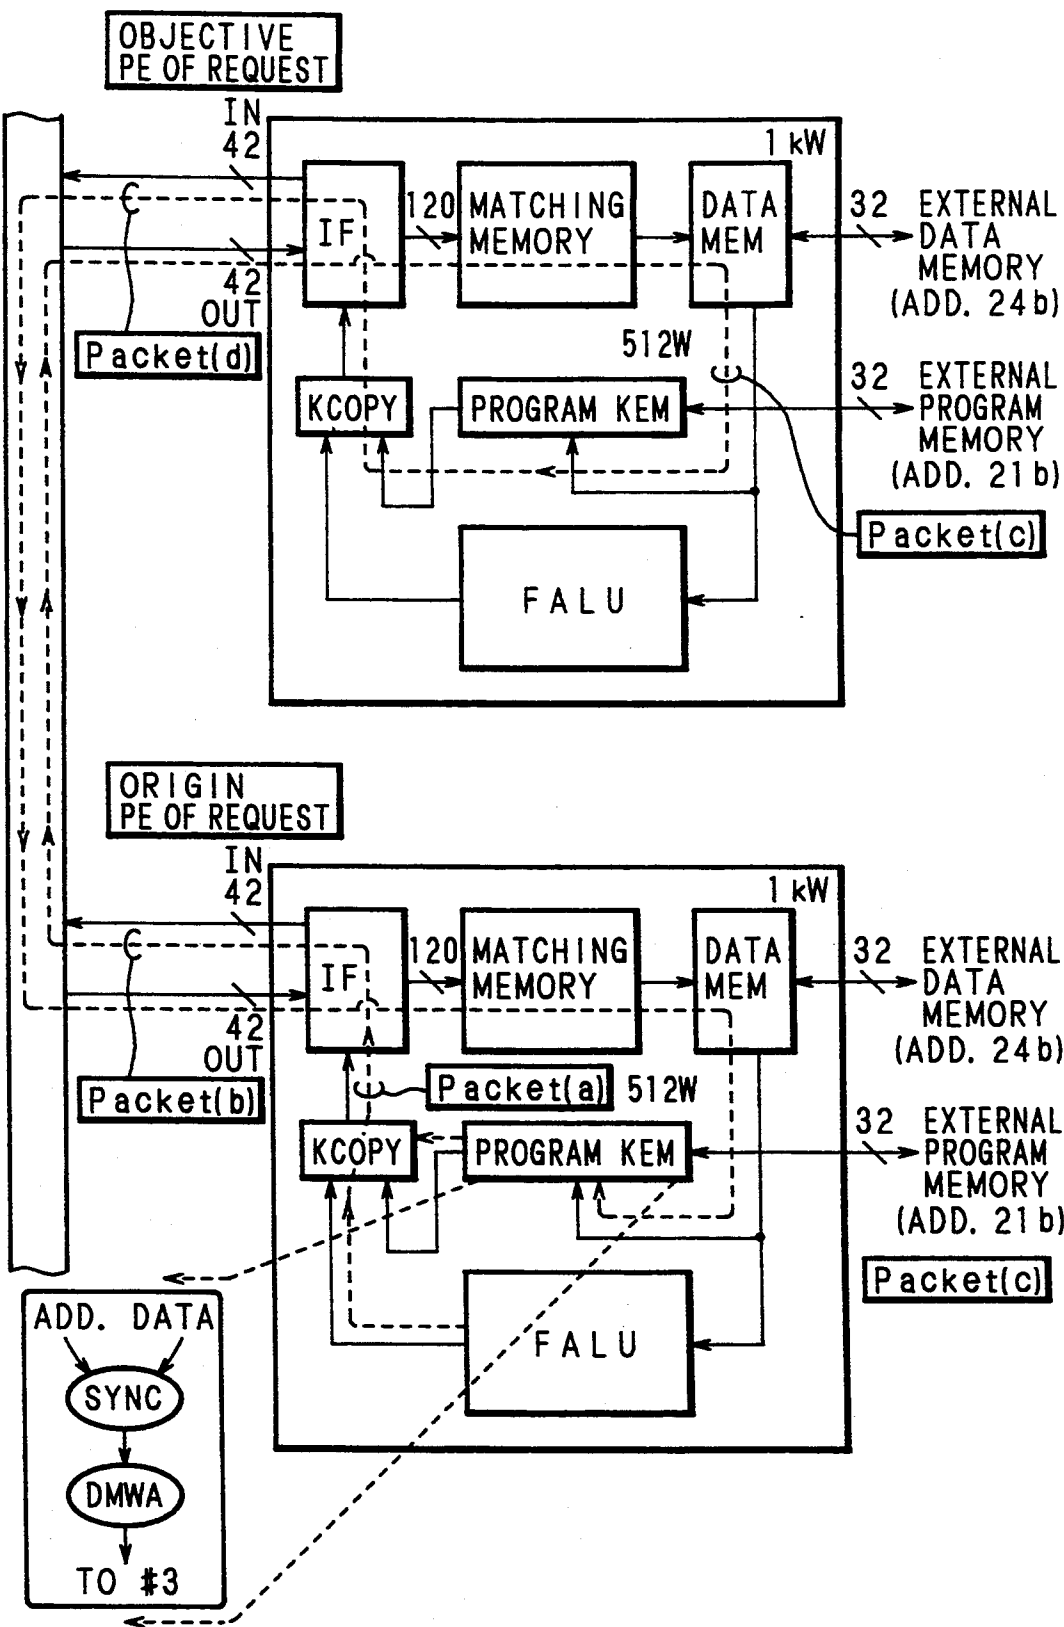 OBJECTIVE
PE OF REQUEST
IN
42
1 kW
IF
120
MATCHING
MEMORY
DATA
MEM
32
EXTERNAL
DATA
MEMORY
(ADD. 24b)
42
OUT
Packet(d)
512W
KCOPY
PROGRAM KEM
32
EXTERNAL
PROGRAM
MEMORY
(ADD. 21b)
Packet(c)
FALU
ORIGIN
PE OF REQUEST
IN
42
1 kW
IF
120
MATCHING
MEMORY
DATA
MEM
32
EXTERNAL
DATA
MEMORY
(ADD. 24b)
42
OUT
Packet(b)
Packet(a)
512W
KCOPY
PROGRAM KEM
32
EXTERNAL
PROGRAM
MEMORY
(ADD. 21b)
Packet(c)
FALU
ADD. DATA
SYNC
DMWA
TO #3